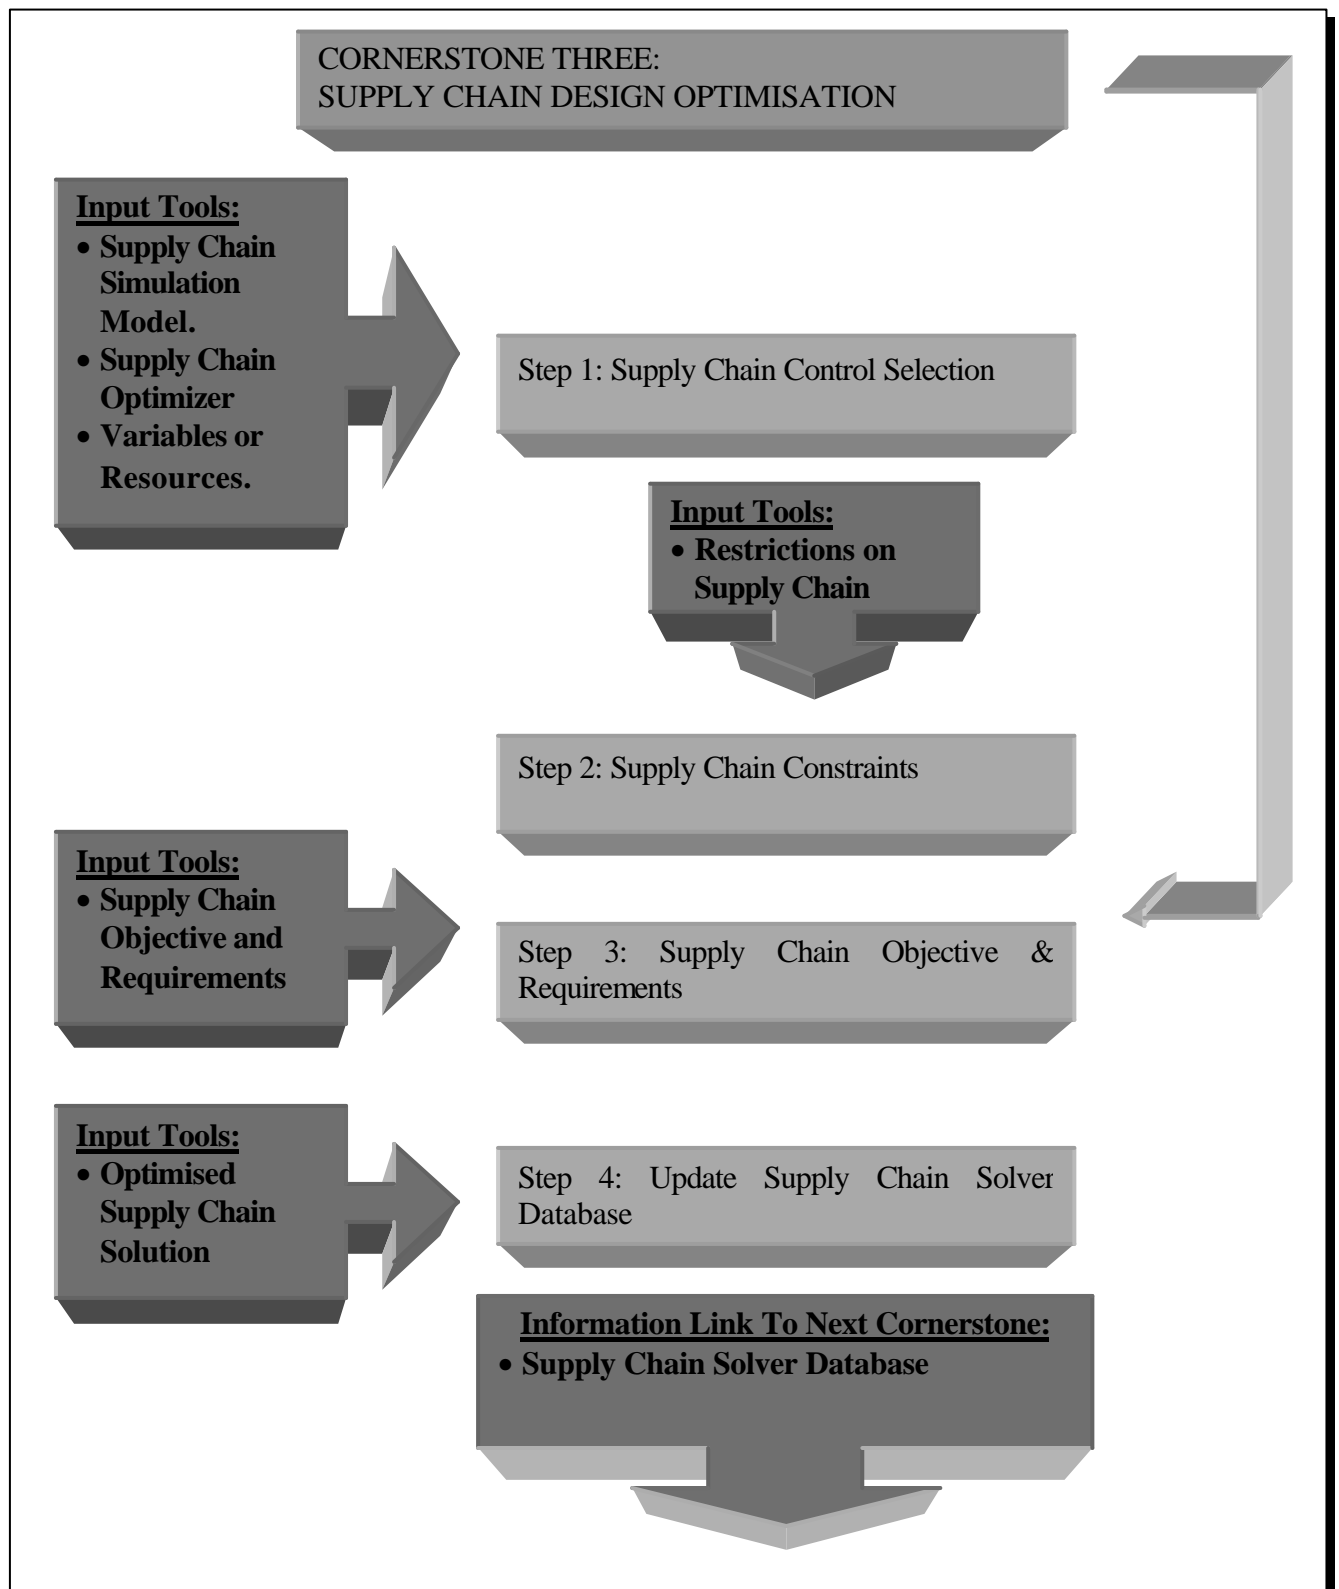 CORNERSTONE THREE:
SUPPLY CHAIN DESIGN OPTIMISATION
Input Tools:
• Supply Chain
Simulation
Model.
• Supply Chain
Optimizer
• Variables or
Resources.
Step 1: Supply Chain Control Selection
Input Tools:
• Restrictions on
Supply Chain
Step 2: Supply Chain Constraints
Input Tools:
• Supply Chain
Objective and
Requirements
Step 3: Supply Chain Objective &
Requirements
Input Tools:
• Optimised
Supply Chain
Solution
Step 4: Update Supply Chain Solver
Database
Information Link To Next Cornerstone:
• Supply Chain Solver Database